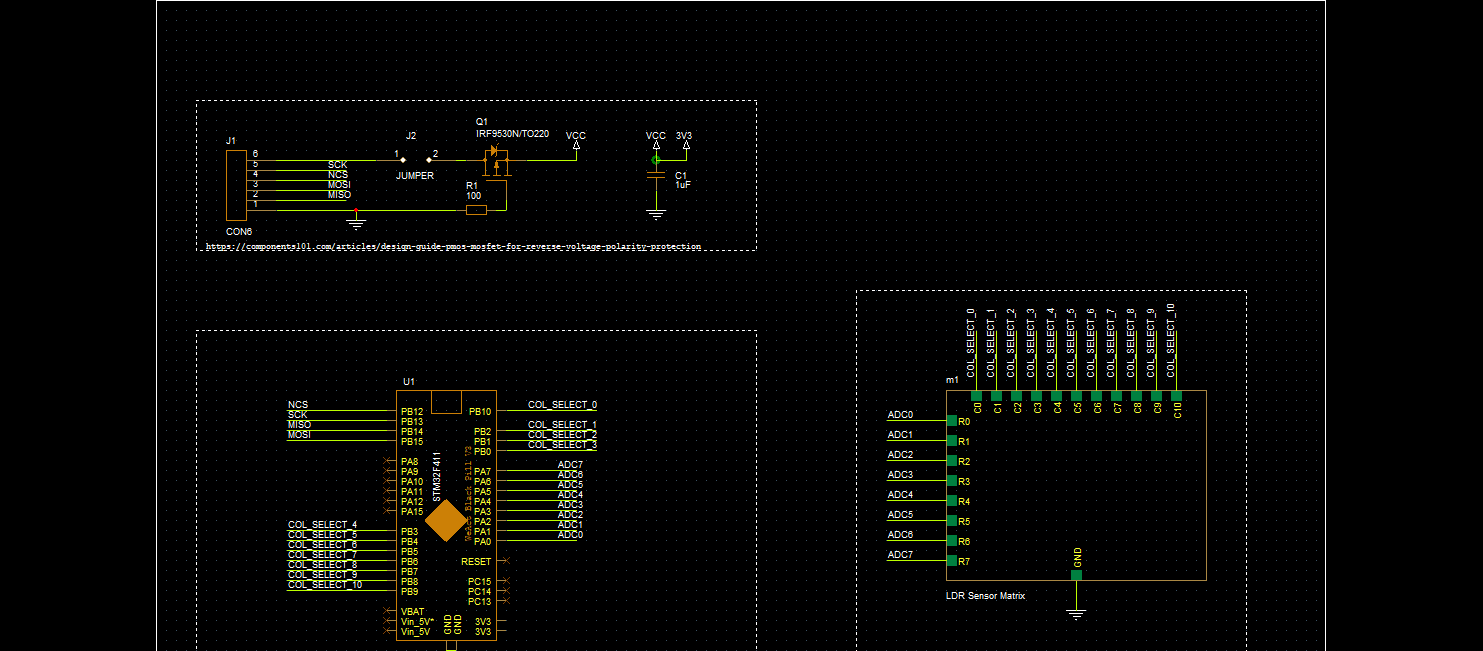 Q1
IRF9530N/TO220
J1
J2
VCC
VCC
3V3
6
5
4
3
2
1
SCK
NCS
MOSI
MISO
1
2
JUMPER
R1
100
C1
1uF
CON6
https://components101.com/articles/design-guide-pmos-mosfet-for-reverse-voltage-polarity-protection
U1
NCS
SCK
MISO
MOSI
COL_SELECT_4
COL_SELECT_5
COL_SELECT_6
COL_SELECT_7
COL_SELECT_8
COL_SELECT_9
COL_SELECT_10
PB12
PB13
PB14
PB15
PA8
PA9
PA10
PA11
PA12
PA15
PB3
PB4
PB5
PB6
PB7
PB8
PB9
VBAT
Vin_5V*
Vin_5V
STM32F411
WeAct Black Pill V3
GND
GND
PB10
PB2
PB1
PB0
PA7
PA6
PA5
PA4
PA3
PA2
PA1
PA0
RESET
PC15
PC14
PC13
3V3
3V3
COL_SELECT_0
COL_SELECT_1
COL_SELECT_2
COL_SELECT_3
ADC7
ADC6
ADC5
ADC4
ADC3
ADC2
ADC1
ADC0
COL_SELECT_0
COL_SELECT_1
COL_SELECT_2
COL_SELECT_3
COL_SELECT_4
COL_SELECT_5
COL_SELECT_6
COL_SELECT_7
COL_SELECT_8
COL_SELECT_9
COL_SELECT_10
m1
C0
C1
C2
C3
C4
C5
C6
C7
C8
C9
C10
ADC0
ADC1
ADC2
ADC3
ADC4
ADC5
ADC6
ADC7
R0
R1
R2
R3
R4
R5
R6
R7
GND
LDR Sensor Matrix